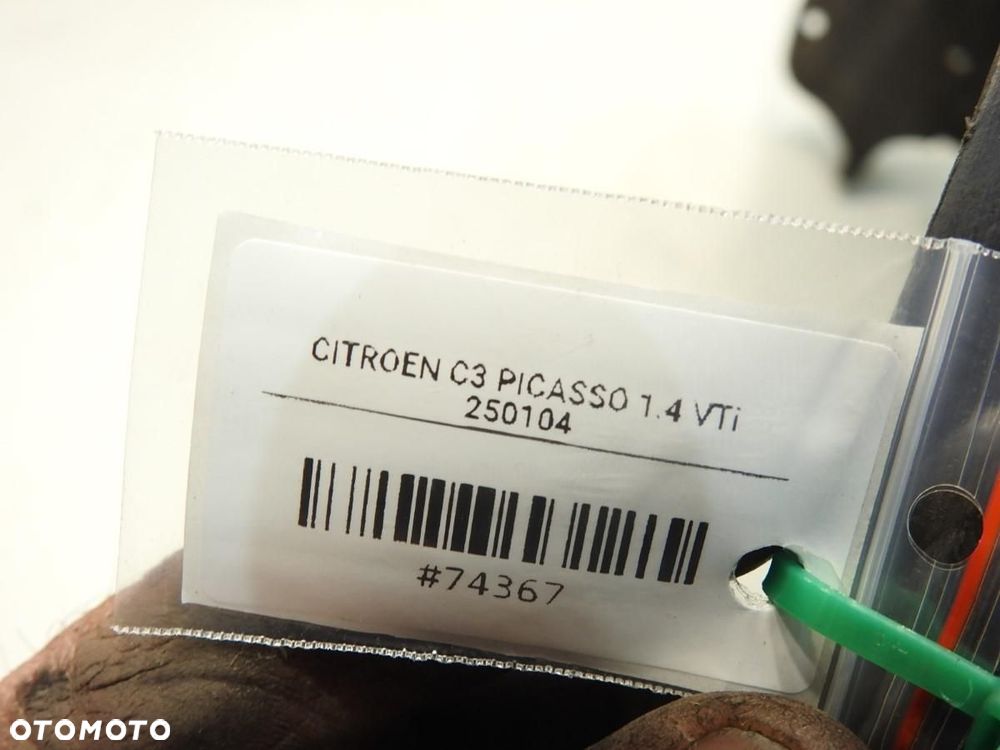 CITROEN C3 PICASSO 1.4 VTi
250104
#74367
OTOMOTO